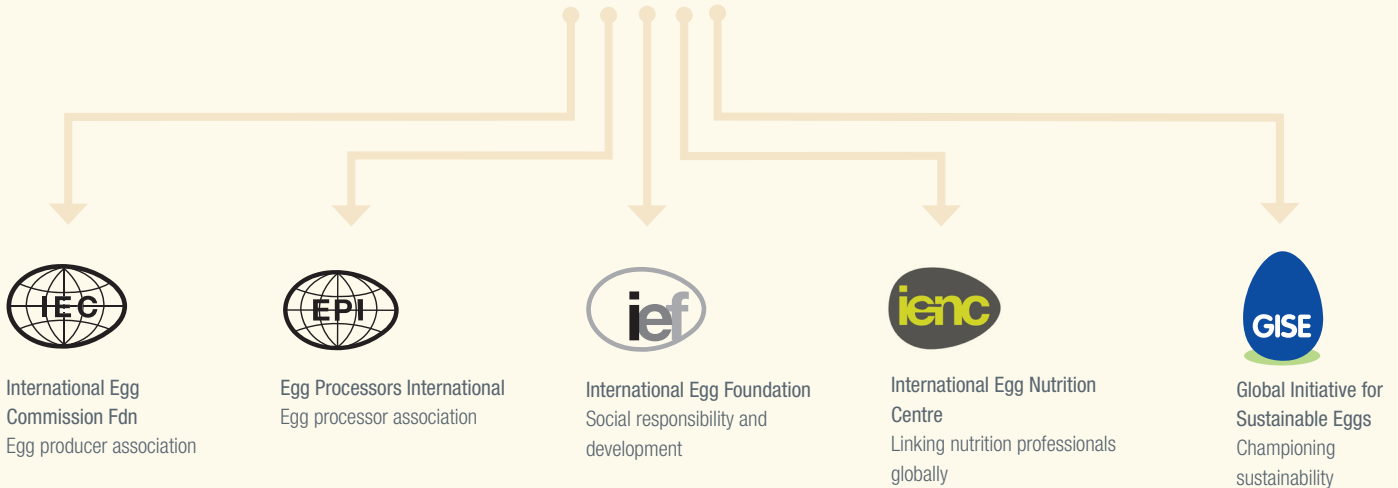 IEC
EPI
ief
ienc
GISE
International Egg
Commission Fdn
Egg producer association
Egg Processors International
Egg processor association
International Egg Foundation
Social responsibility and
development
International Egg Nutrition
Centre
Linking nutrition professionals
globally
Global Initiative for
Sustainable Eggs
Championing
sustainability